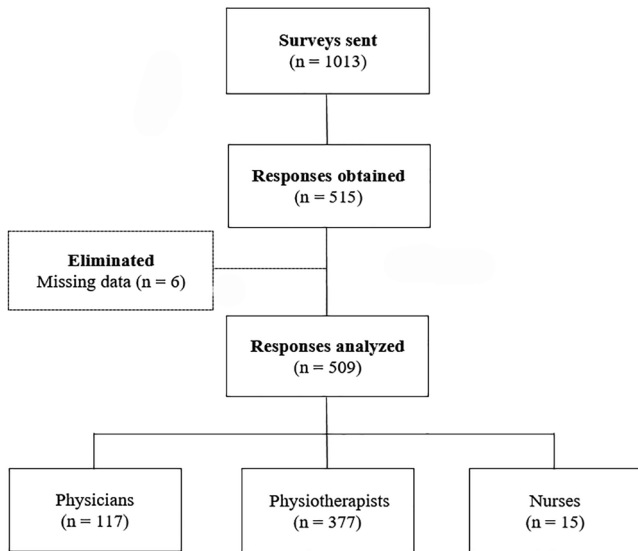 Surveys sent
(n = 1013)
Responses obtained
(n = 515)
Eliminated
Missing data (n = 6)
Responses analyzed
(n = 509)
Physicians
(n = 117)
Physiotherapists
(n = 377)
Nurses
(n = 15)